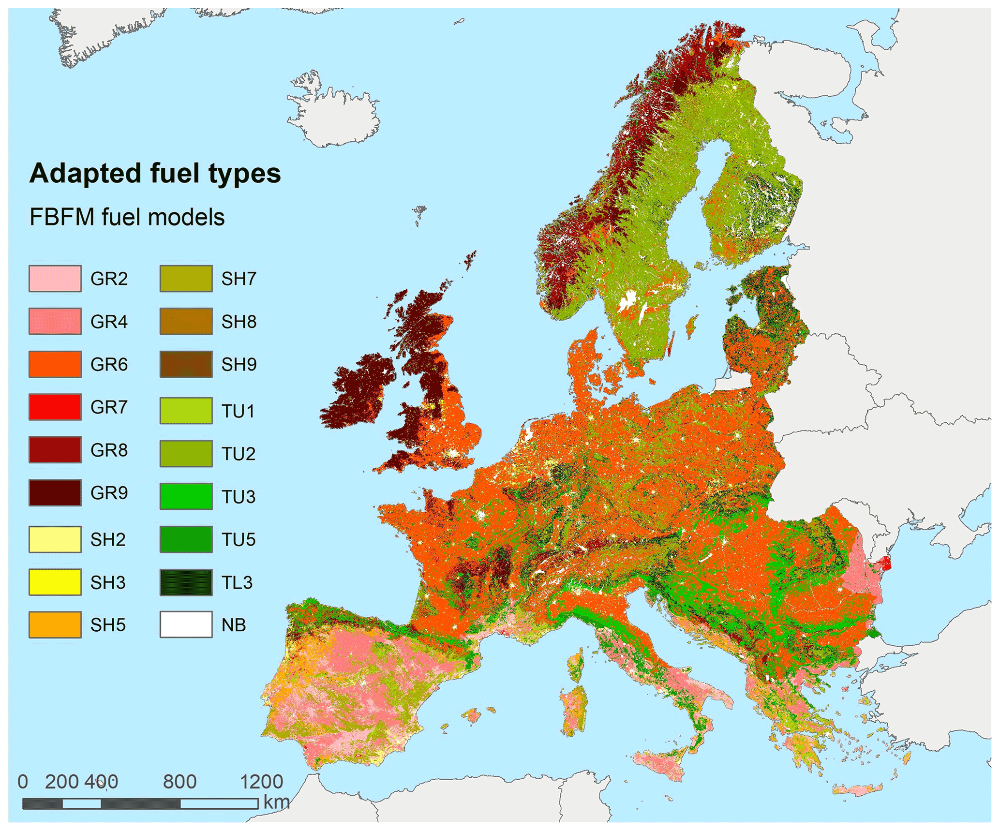 Adapted fuel types
FBFM fuel models
GR2
GR4
GR6
GR7
GR8
GR9
SH2
SH3
SH5
SH7
SH8
SH9
TU1
TU2
TU3
TU5
TL3
NB
0 200 400 800 1200
km